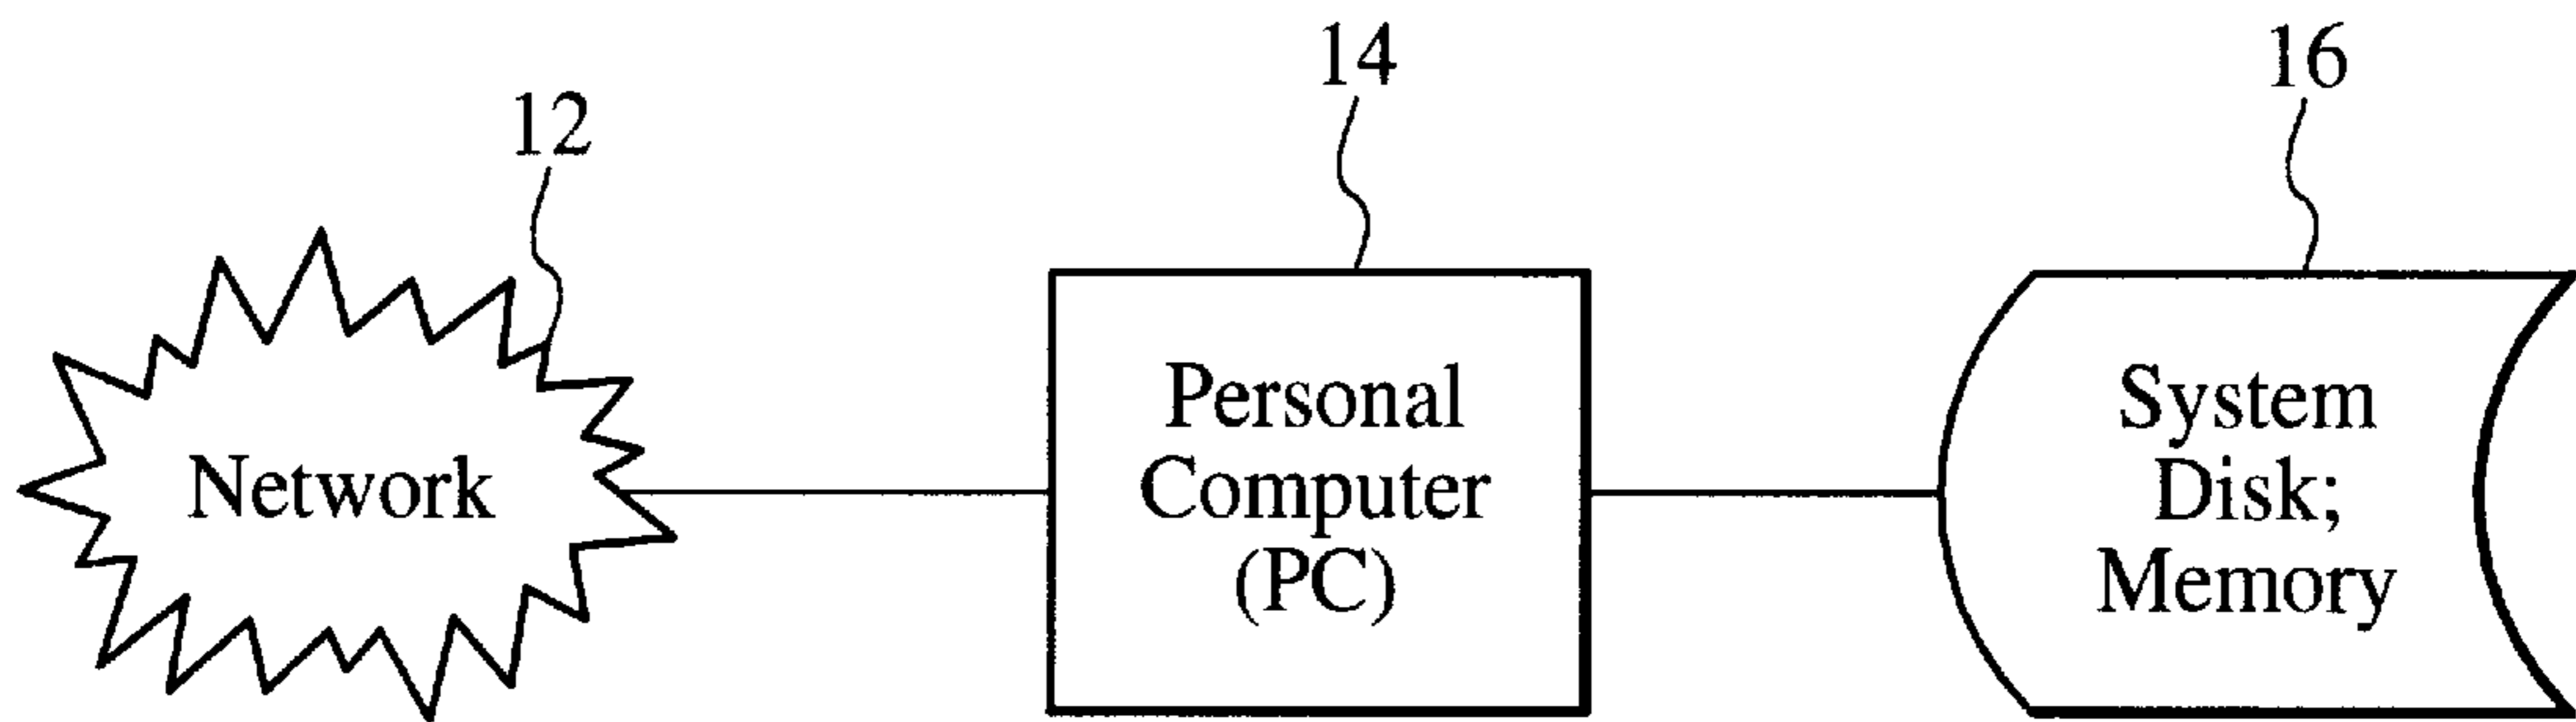 12
14
16
Network
Personal
Computer
(PC)
System
Disk;
Memory